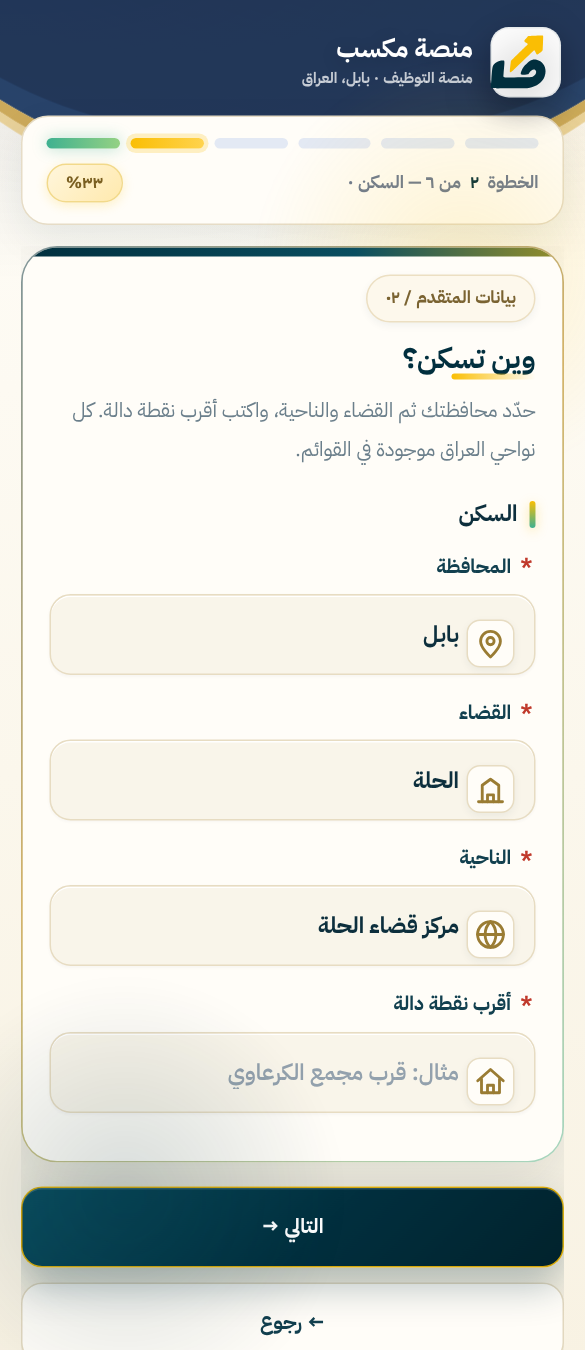 منصة مكسب
منصة التوظيف · بابل، العراق
الخطوة ٢ من ٦ — السكن ·
٣٣%
بيانات المتقدم / ٠٢
وين تسكن؟
حدّد محافظتك ثم القضاء والناحية، واكتب أقرب نقطة دالة. كل
نواحي العراق موجودة في القوائم.
السكن
* المحافظة
بابل
* القضاء
الحلة
* الناحية
مركز قضاء الحلة
* أقرب نقطة دالة
مثال: قرب مجمع الكرعاوي
التالي →
← رجوع